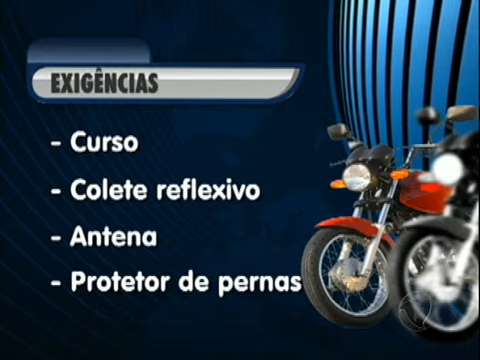 EXIGÊNCIAS
- Curso
- Colete reflexivo
- Antena
- Protetor de pernas